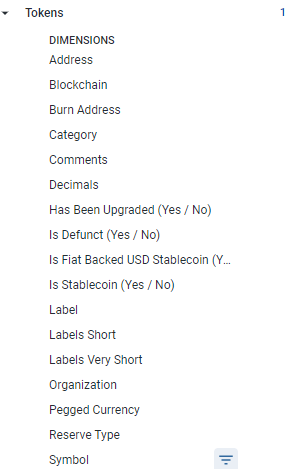 Tokens 1
DIMENSIONS
Address
Blockchain
Burn Address
Category
Comments
Decimals
Has Been Upgraded (Yes / No)
Is Defunct (Yes / No)
Is Fiat Backed USD Stablecoin (Y...
Is Stablecoin (Yes / No)
Label
Labels Short
Labels Very Short
Organization
Pegged Currency
Reserve Type
Symbol